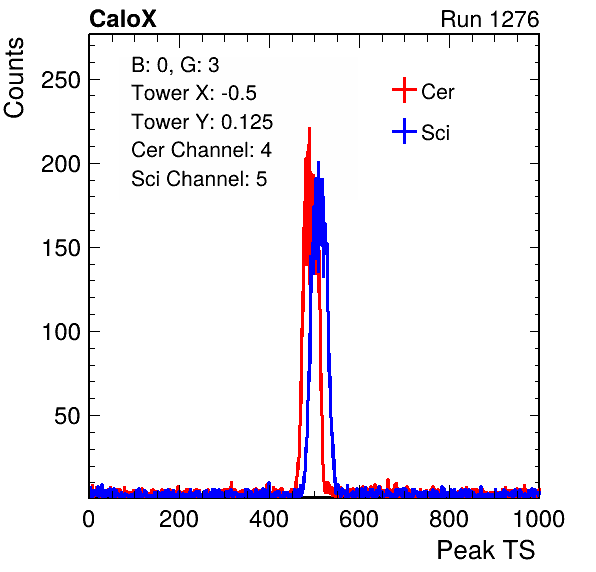 CaloX Run 1276
Counts
B: 0, G: 3
Tower X: -0.5
Tower Y: 0.125
Cer Channel: 4
Sci Channel: 5
Cer
Sci
250
200
150
100
50
0 200 400 600 800 1000
Peak TS